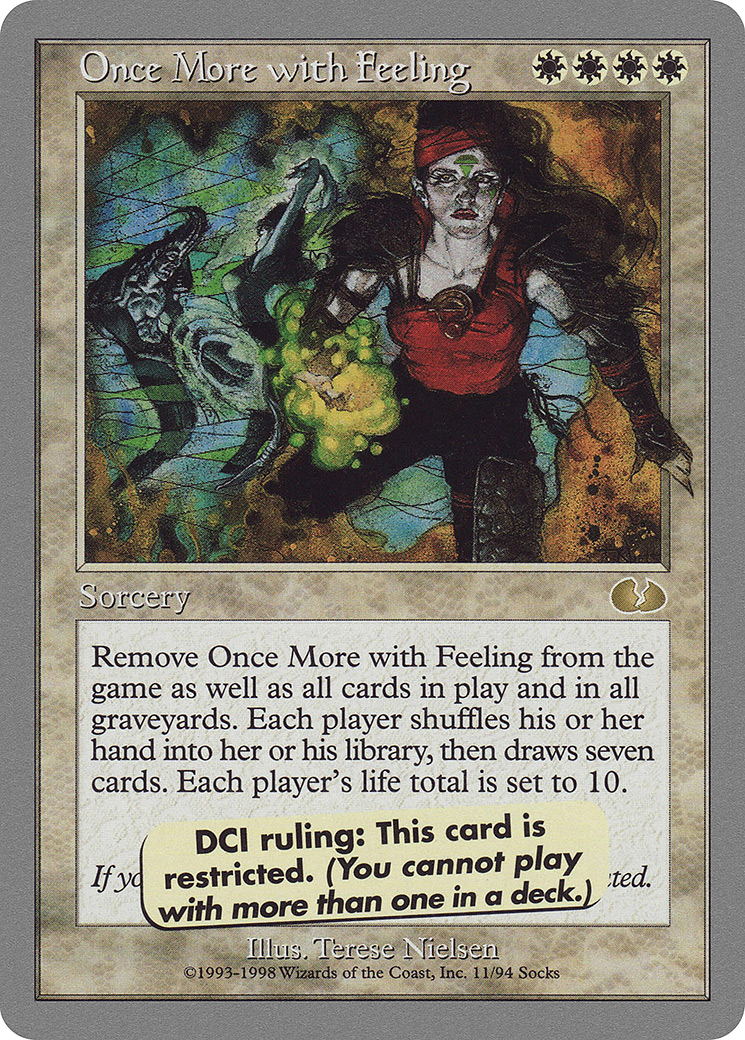 Once More with Feeling
Sorcery
Remove Once More with Feeling from the
game as well as all cards in play and in all
graveyards. Each player shuffles his or her
hand into her or his library, then draws seven
cards. Each player's life total is set to 10.
DCI ruling: This card is
restricted. (You cannot play
with more than one in a deck.)
If
Illus. Terese Nielsen
©1993-1998 Wizards of the Coast, Inc. 11/94 Socks